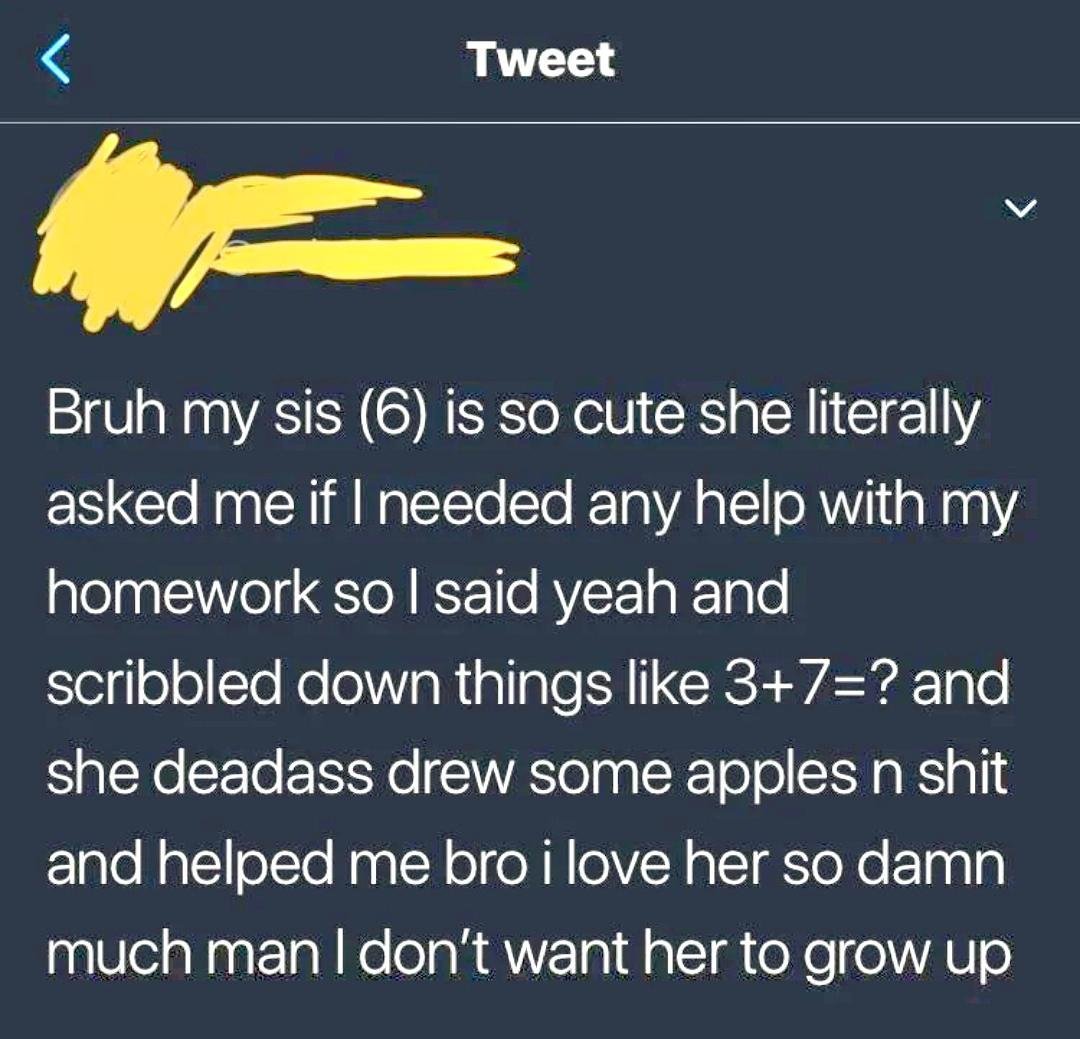 Tweet
Bruh my sis (6) is so cute she literally
asked me if I needed any help with my
homework so I said yeah and
scribbled down things like 3+7=? and
she deadass drew some apples n shit
and helped me bro i love her so damn
much man I don’t want her to grow up